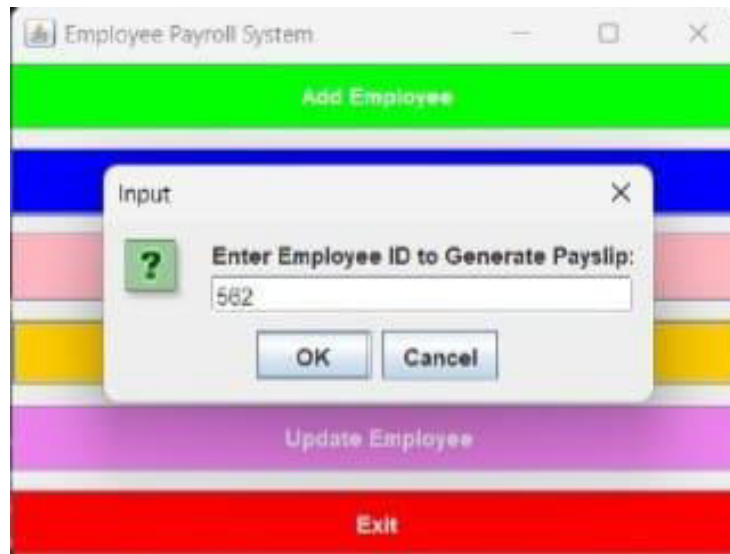 Employee Payroll System
Add Employee
Input
?
Enter Employee ID to Generate Payslip:
562
OK Cancel
Update Employee
Exit